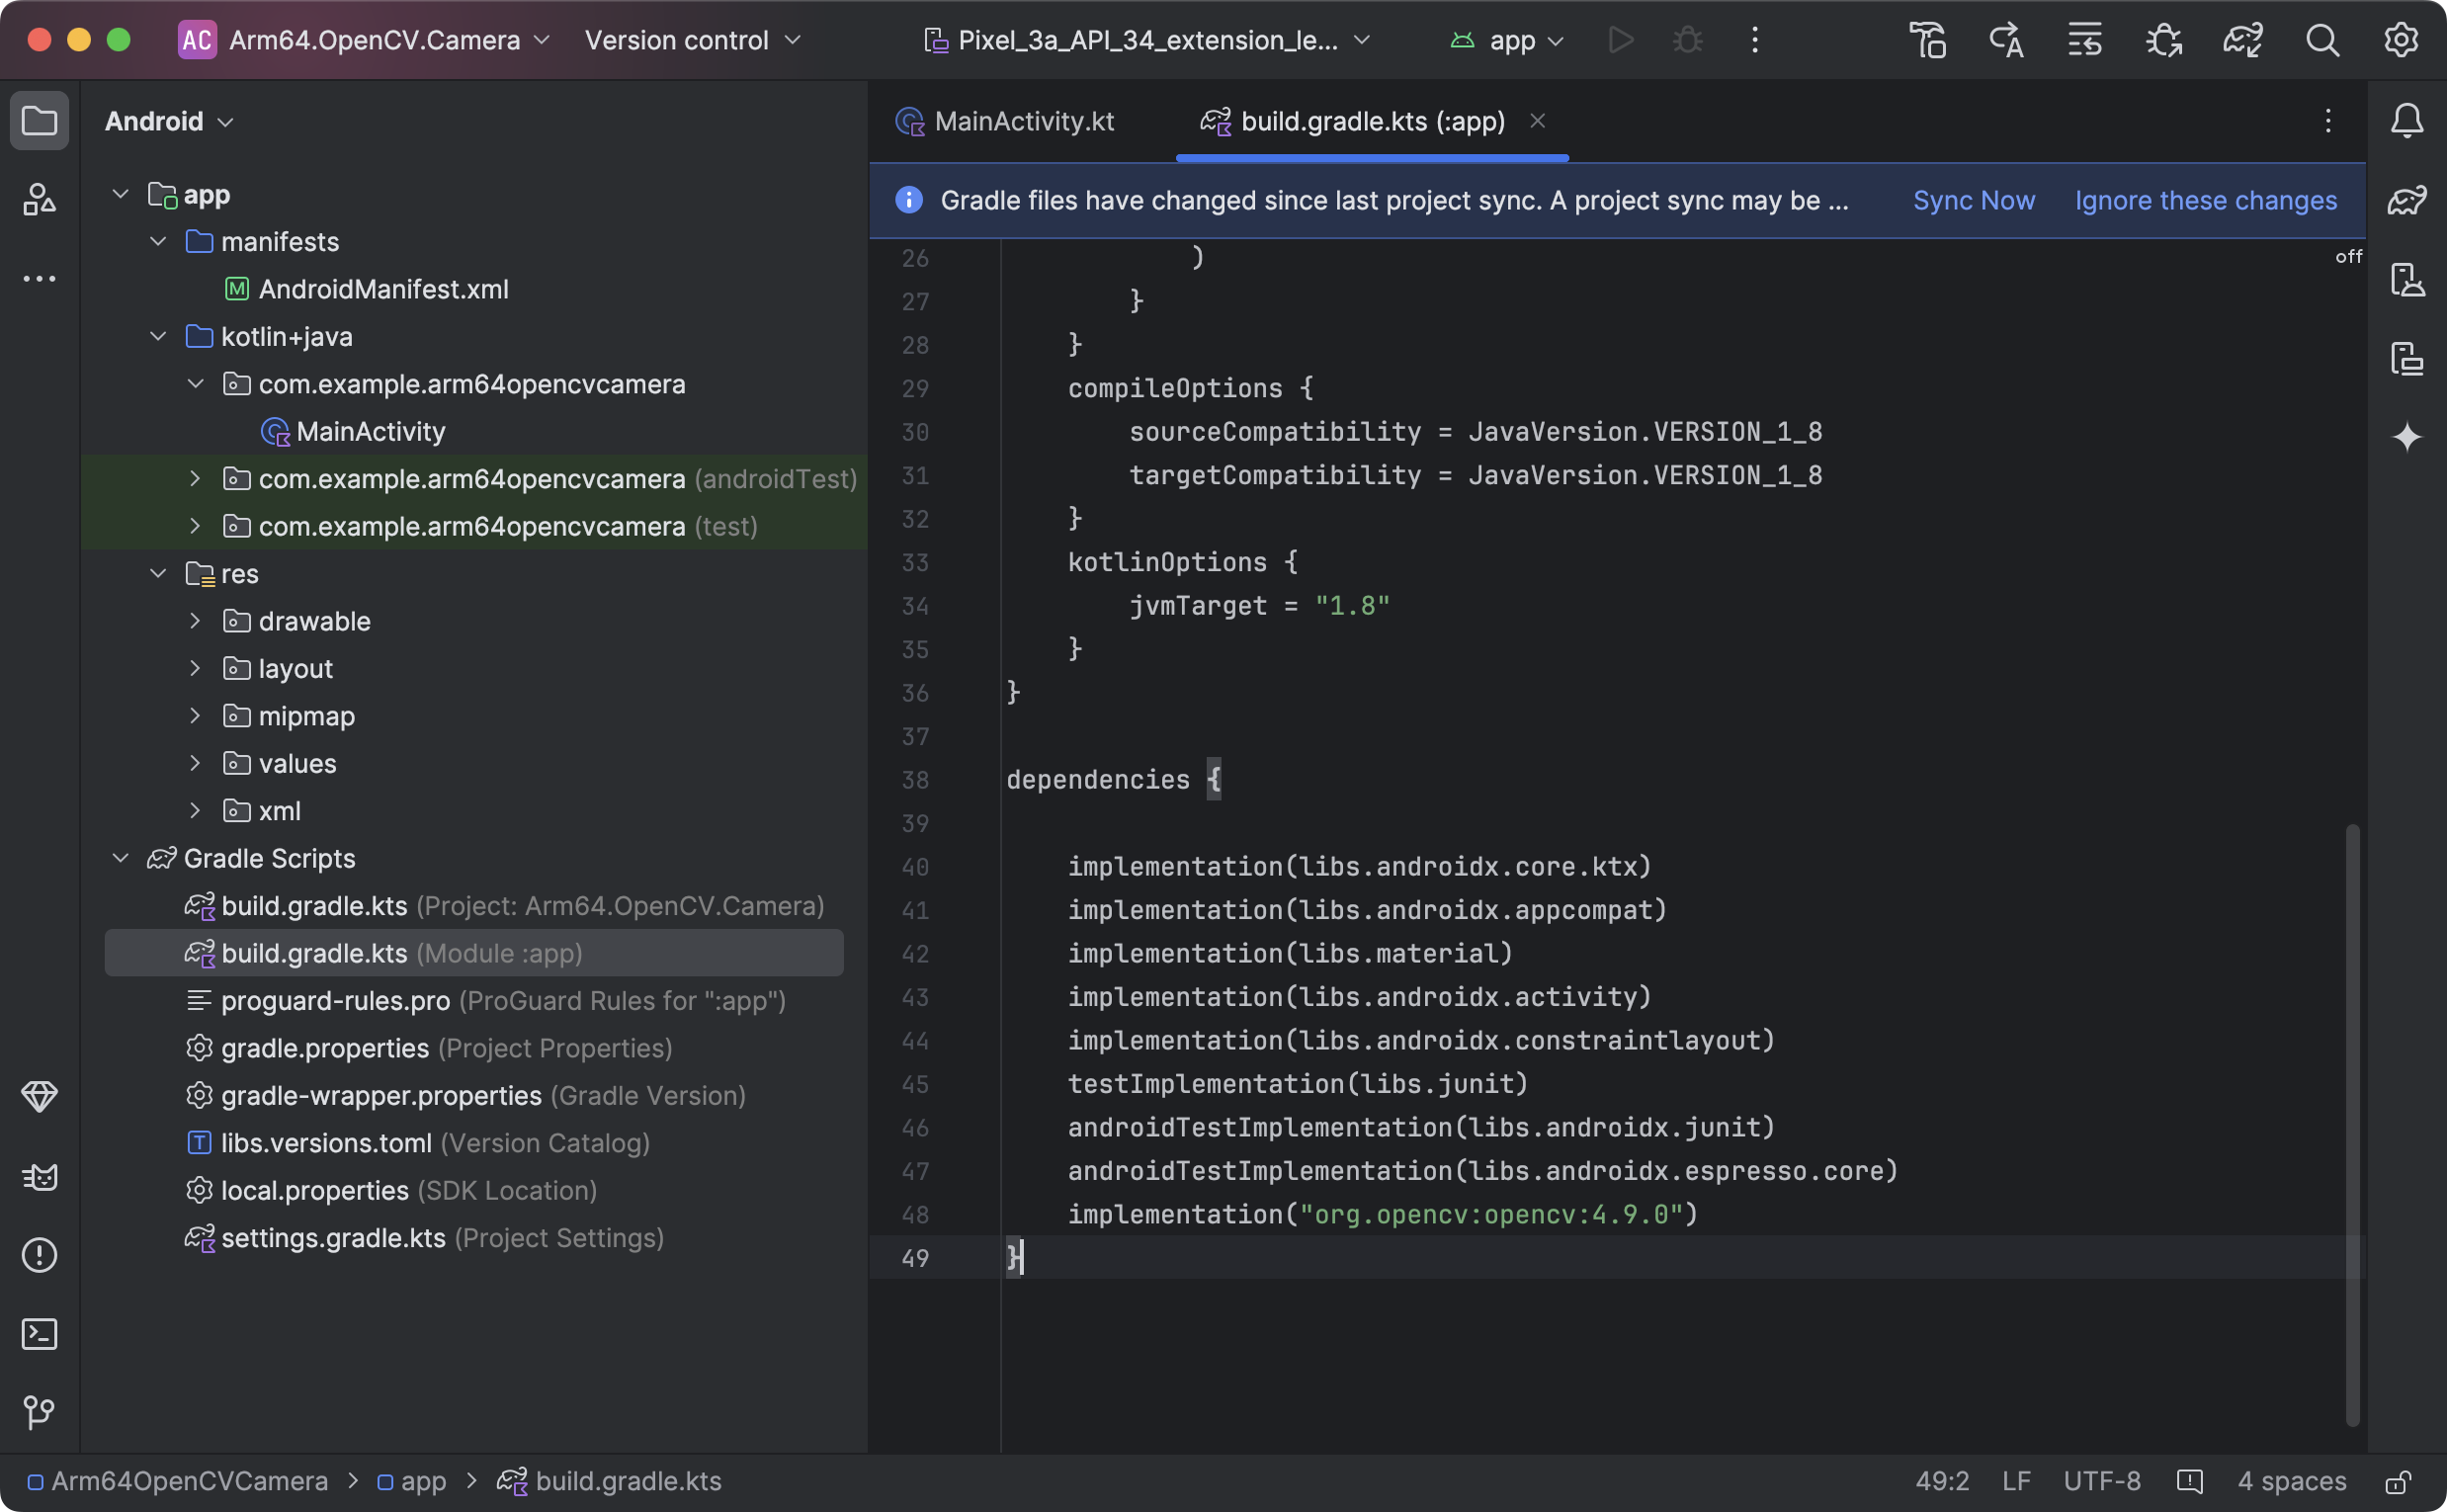 AC Arm64.OpenCV.Camera Version control Pixel_3a_API_34_extension_le... app
Android
app
manifests
M AndroidManifest.xml
kotlin+java
com.example.arm64opencvcamera
MainActivity
com.example.arm64opencvcamera (androidTest)
com.example.arm64opencvcamera (test)
res
drawable
layout
mipmap
values
xml
Gradle Scripts
build.gradle.kts (Project: Arm64.OpenCV.Camera)
build.gradle.kts (Module :app)
proguard-rules.pro (ProGuard Rules for ":app")
gradle.properties (Project Properties)
gradle-wrapper.properties (Gradle Version)
T libs.versions.toml (Version Catalog)
local.properties (SDK Location)
settings.gradle.kts (Project Settings)
MainActivity.kt build.gradle.kts (:app)
Gradle files have changed since last project sync. A project sync may be ... Sync Now Ignore these changes
off
26 )
27 }
28 }
29 compileOptions {
30 sourceCompatibility = JavaVersion.VERSION_1_8
31 targetCompatibility = JavaVersion.VERSION_1_8
32 }
33 kotlinOptions {
34 jvmTarget = "1.8"
35 }
36 }
37
38 dependencies {
39
40 implementation(libs.androidx.core.ktx)
41 implementation(libs.androidx.appcompat)
42 implementation(libs.material)
43 implementation(libs.androidx.activity)
44 implementation(libs.androidx.constraintlayout)
45 testImplementation(libs.junit)
46 androidTestImplementation(libs.androidx.junit)
47 androidTestImplementation(libs.androidx.espresso.core)
48 implementation("org.opencv:opencv:4.9.0")
49 }
Arm64OpenCVCamera > app > build.gradle.kts 49:2 LF UTF-8 4 spaces